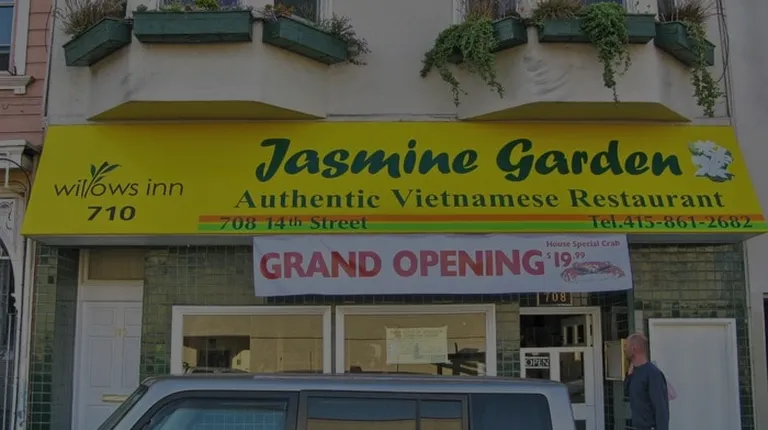 willows inn
710
Jasmine Garden
Authentic Vietnamese Restaurant
708 14th Street
Tel.415-861-2682
House Special Crab
GRAND OPENING
$19.99
708
OPEN